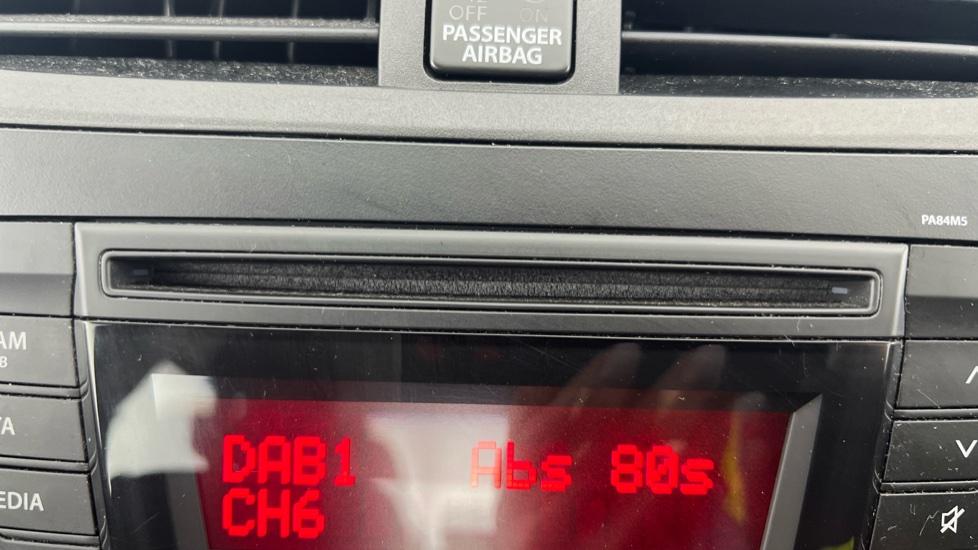 OFF ON
PASSENGER
AIRBAG
PA84M5
AM
B
TA
EDIA
DAB1 Abs 80s
CH6